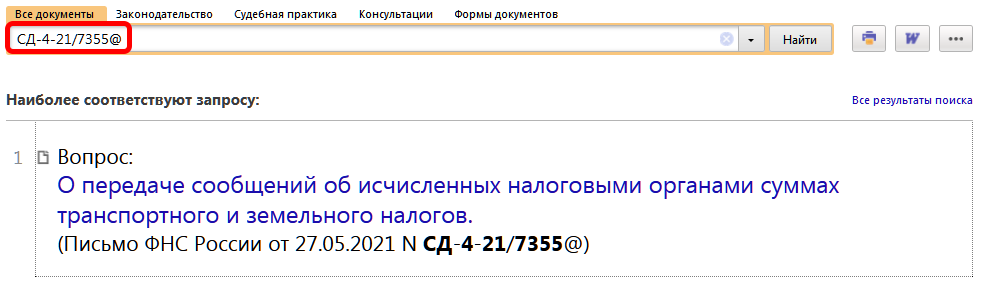 Все документы Законодательство Судебная практика Консультации Формы документов
СД-4-21/7355@ Найти W
Наиболее соответствуют запросу: Все результаты поиска
1 Вопрос:
О передаче сообщений об исчисленных налоговыми органами суммах
транспортного и земельного налогов.
(Письмо ФНС России от 27.05.2021 N СД-4-21/7355@)